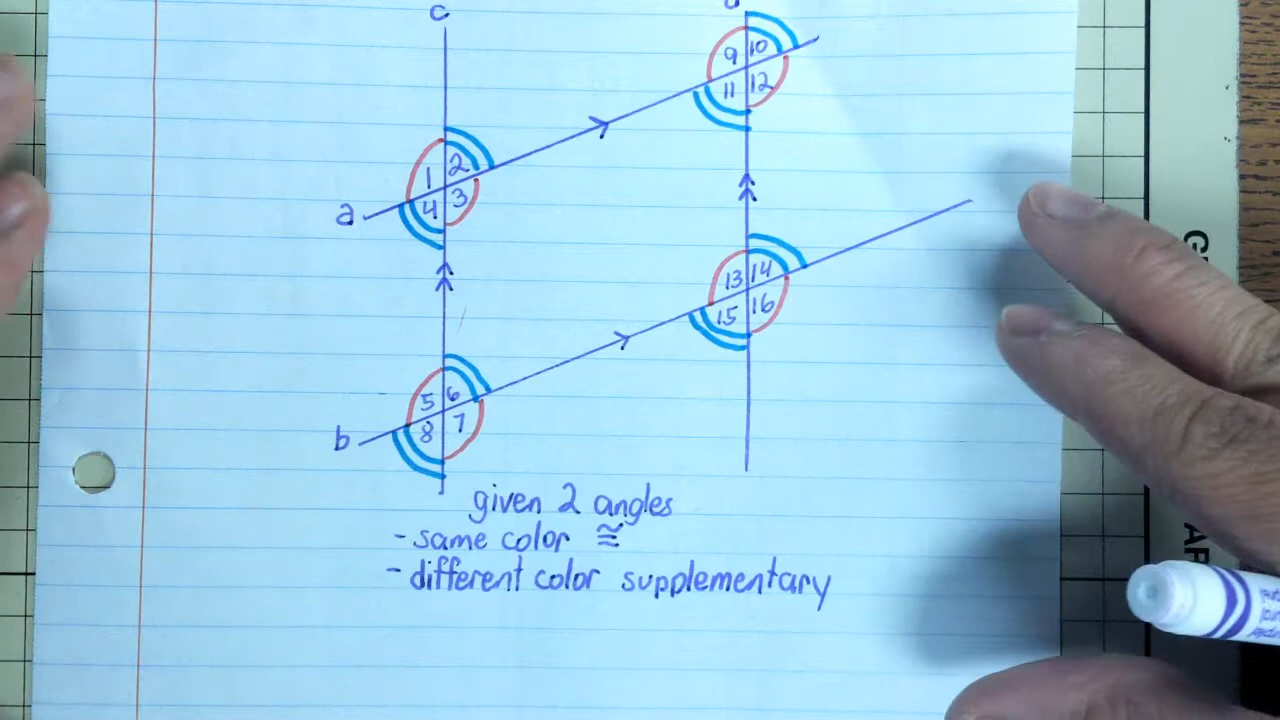 c
d
9 10
11 12
1 2
4 3
a
13 14
15 16
5 6
8 7
b
given 2 angles
- same color ≅
- different color supplementary